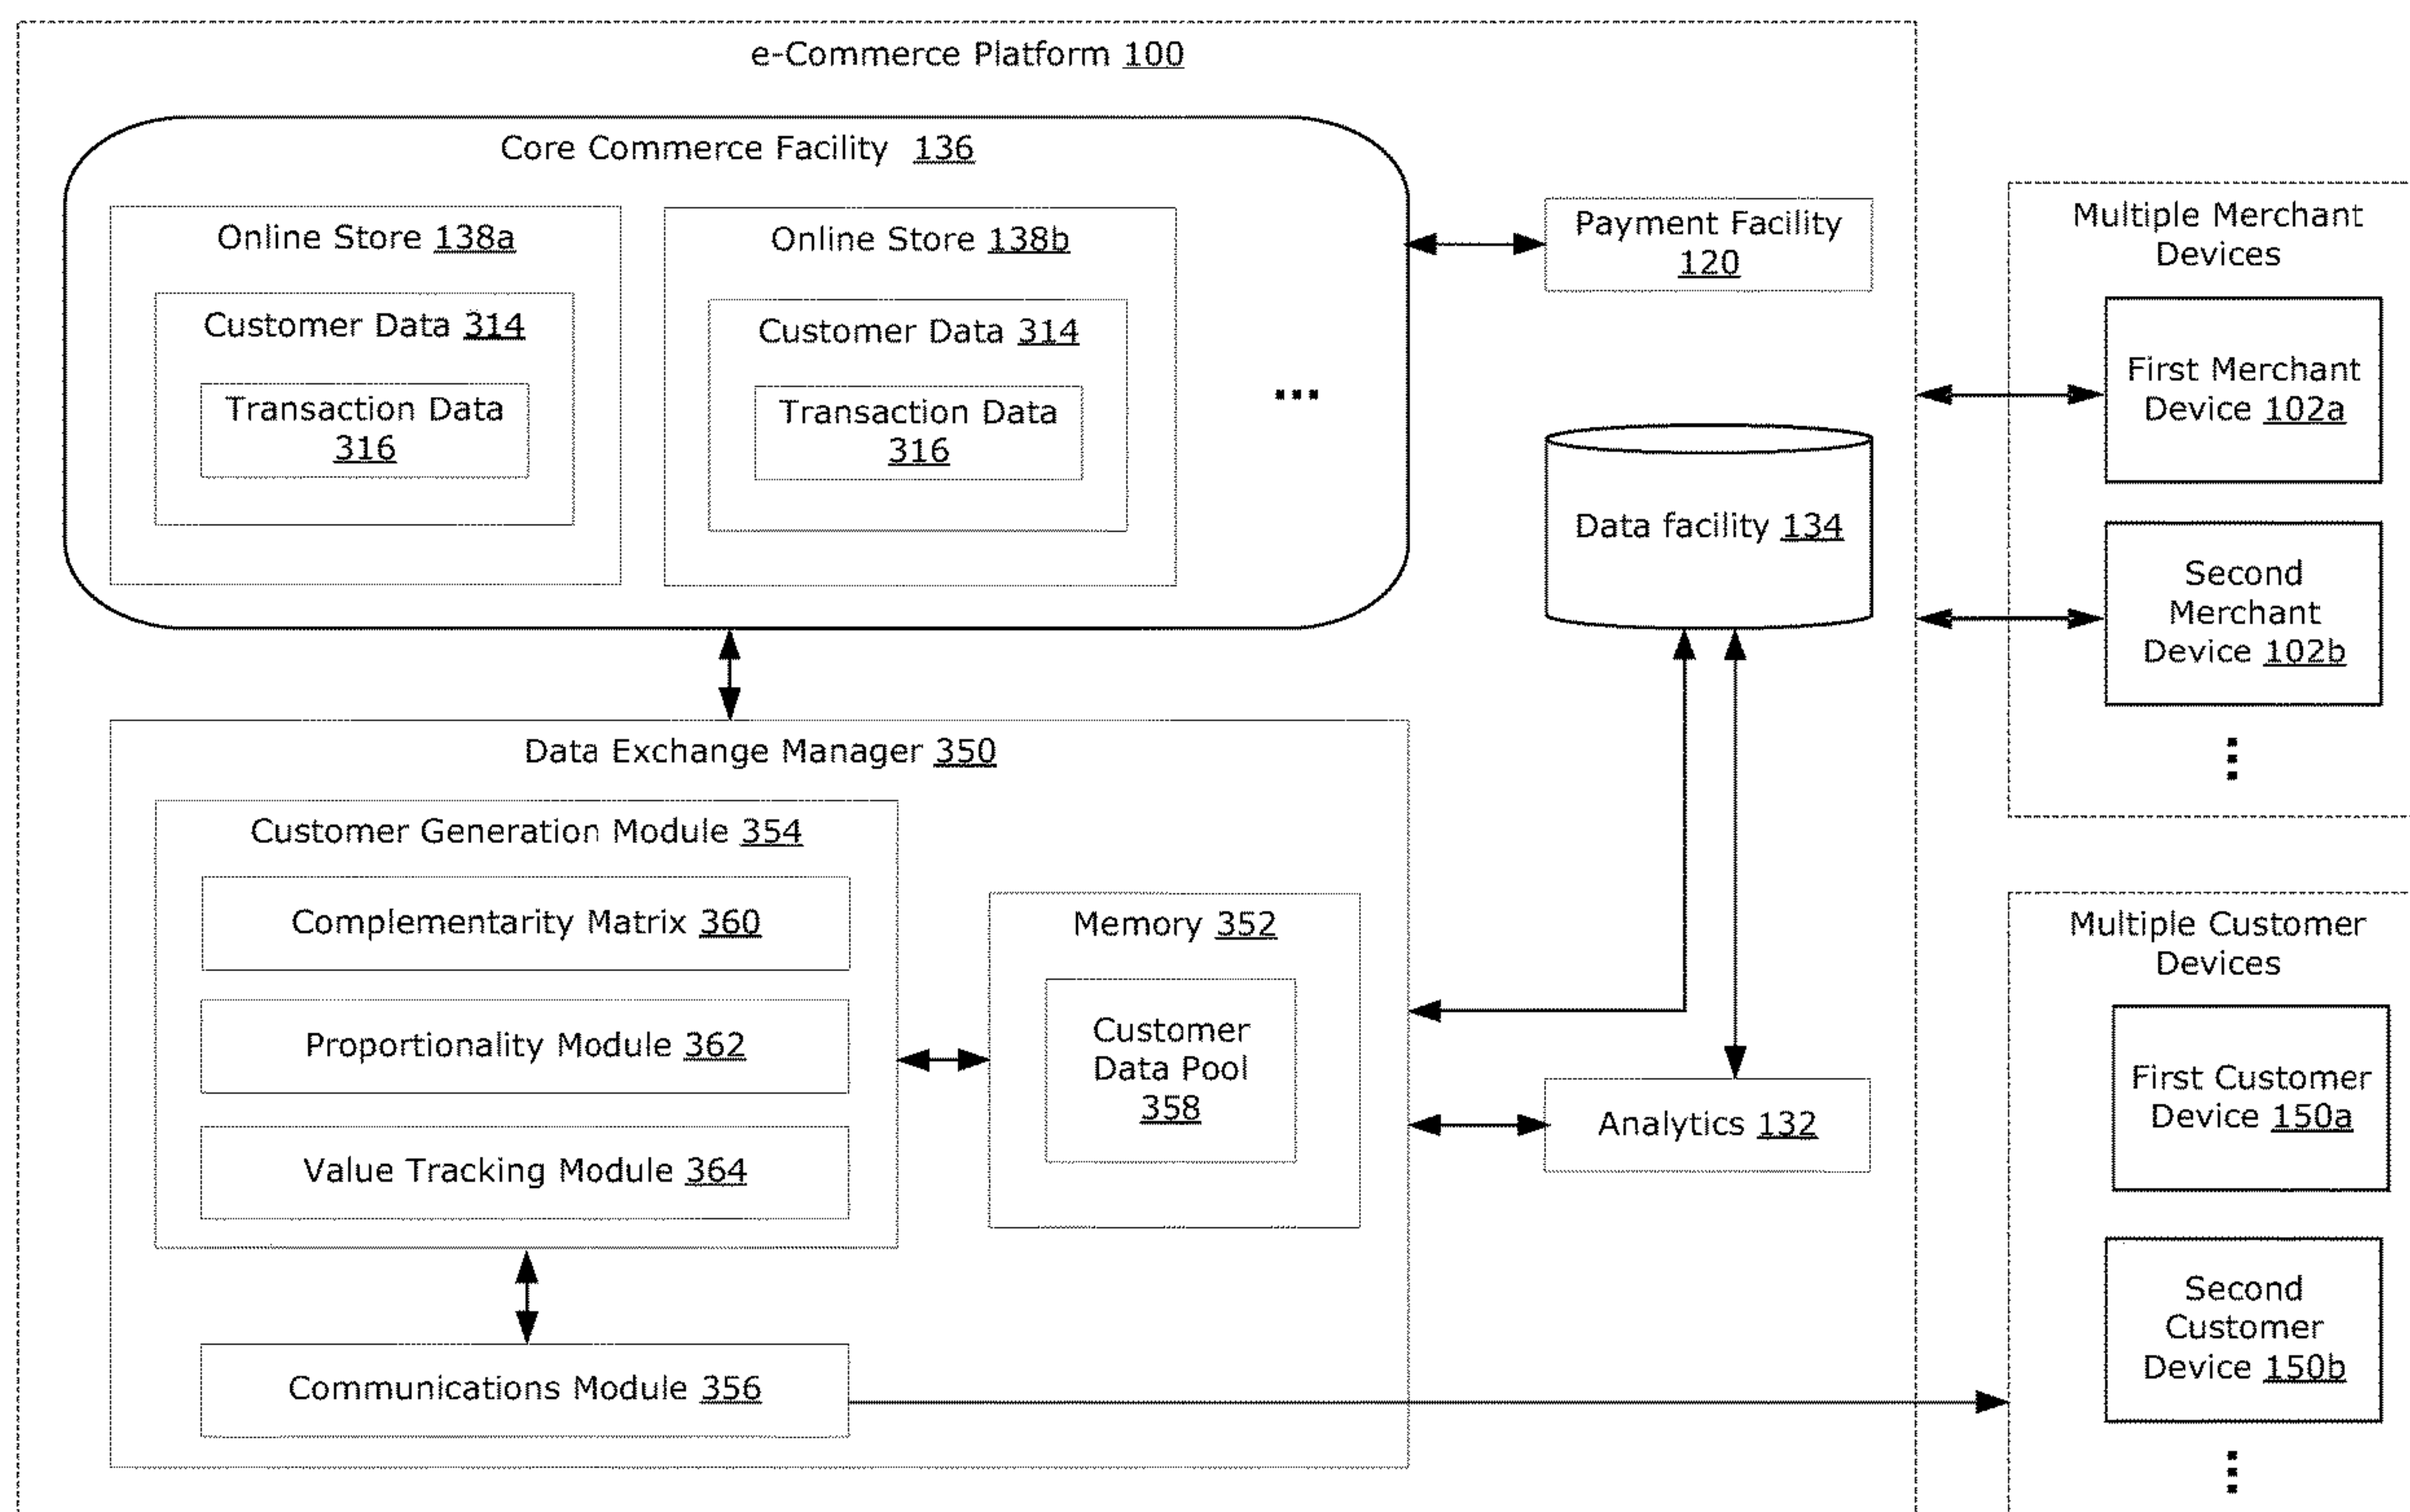 e-Commerce Platform 100
Core Commerce Facility 136
Online Store 138a
Customer Data 314
Transaction Data
316
Online Store 138b
Customer Data 314
Transaction Data
316
...
Payment Facility
120
Data facility 134
Data Exchange Manager 350
Customer Generation Module 354
Complementarity Matrix 360
Proportionality Module 362
Value Tracking Module 364
Memory 352
Customer
Data Pool
358
Communications Module 356
Analytics 132
Multiple Merchant
Devices
First Merchant
Device 102a
Second
Merchant
Device 102b
...
Multiple Customer
Devices
First Customer
Device 150a
Second
Customer
Device 150b
...